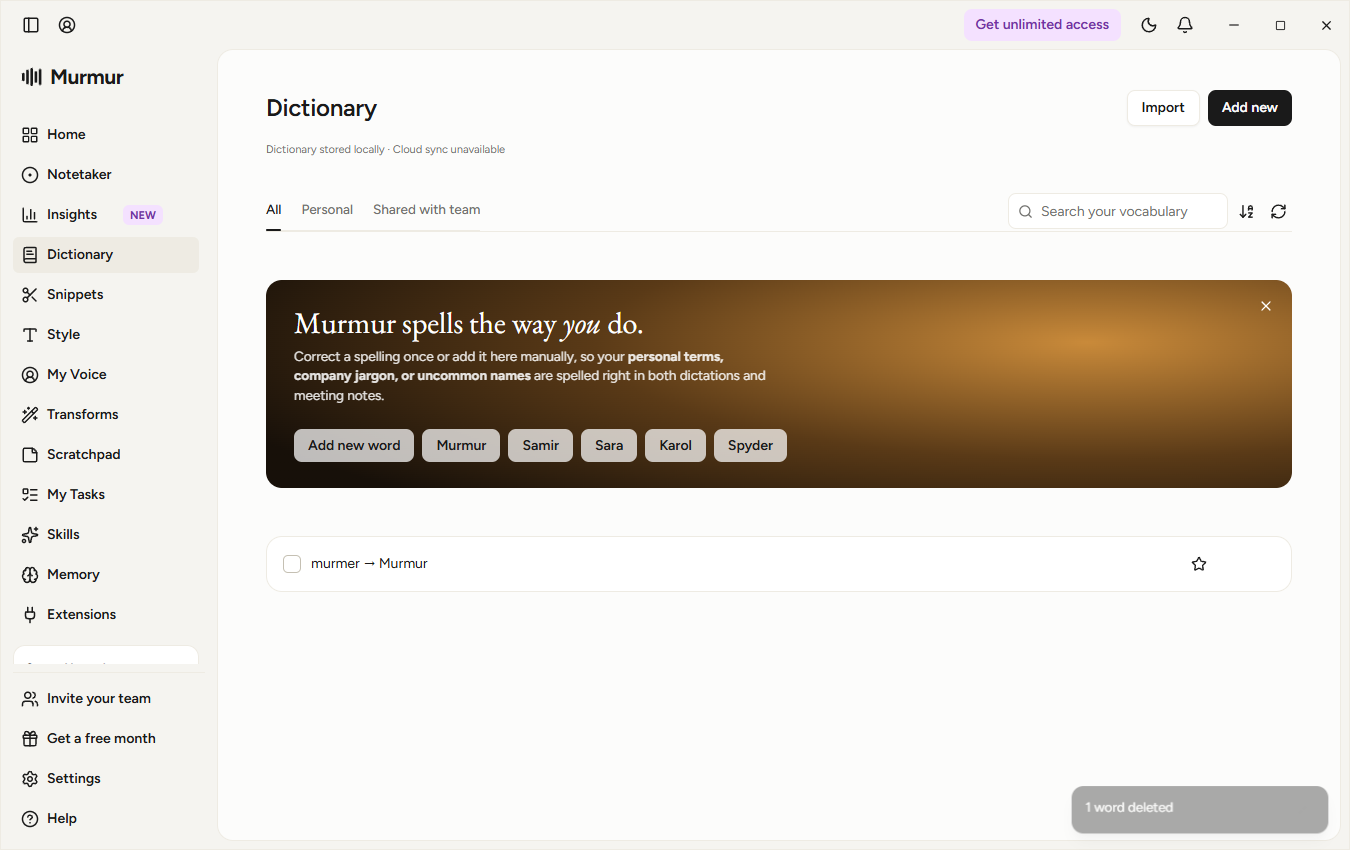 Get unlimited access
Murmur
Home
Notetaker
Insights NEW
Dictionary
Snippets
Style
My Voice
Transforms
Scratchpad
My Tasks
Skills
Memory
Extensions
Invite your team
Get a free month
Settings
Help
Dictionary
Import
Add new
Dictionary stored locally · Cloud sync unavailable
All
Personal
Shared with team
Search your vocabulary
Murmur spells the way you do.
Correct a spelling once or add it here manually, so your personal terms,
company jargon, or uncommon names are spelled right in both dictations and
meeting notes.
Add new word
Murmur
Samir
Sara
Karol
Spyder
murmer → Murmur
1 word deleted